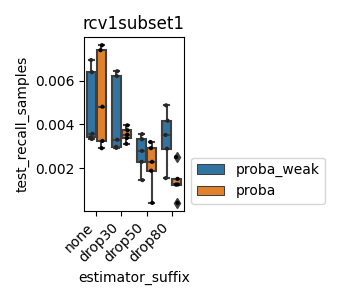 rcv1subset1
test_recall_samples
0.006
0.004
0.002
none
drop30
drop50
drop80
estimator_suffix
proba_weak
proba